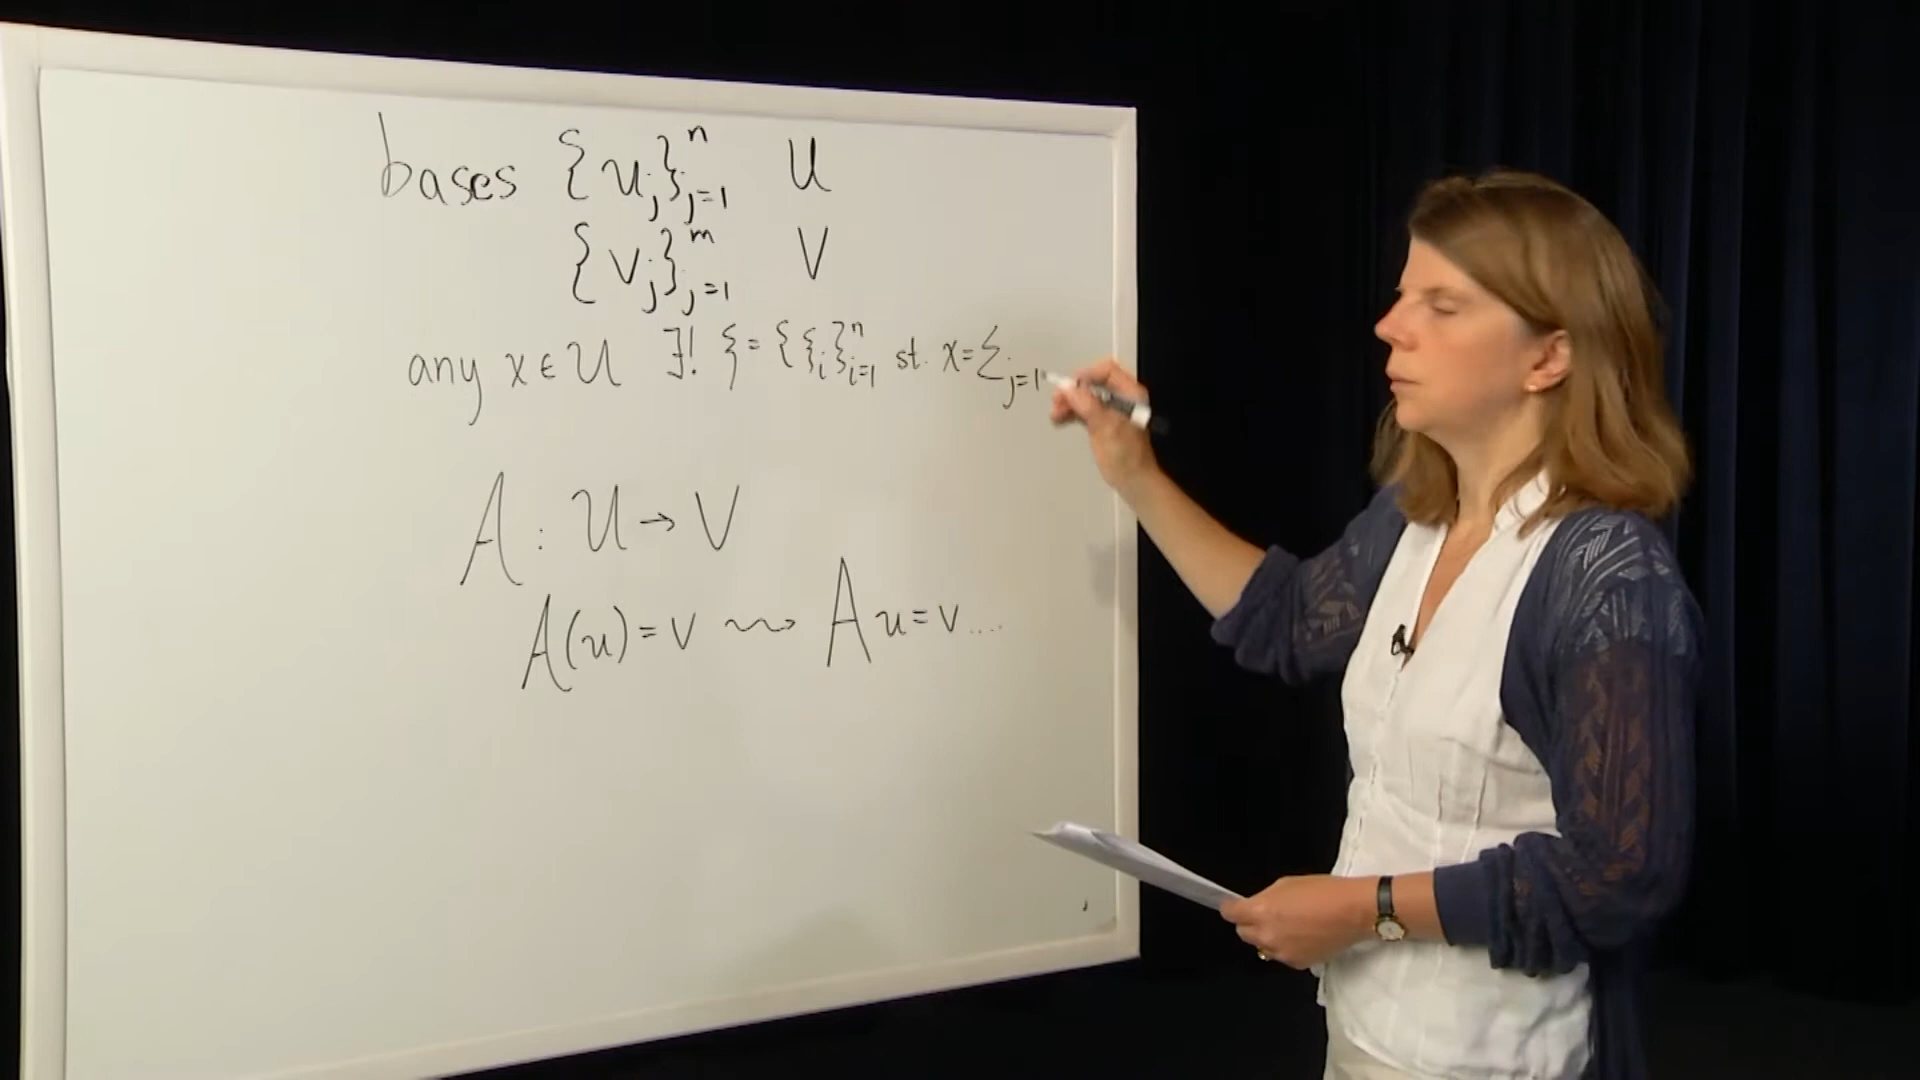 bases {u_j}_{j=1}^n U
{v_j}_{j=1}^m V
any x ∈ U ∃! ξ = {ξ_i}_{i=1}^n st. x = Σ_{j=1}
A : U → V
A(u) = v ⇝ Au = v ....